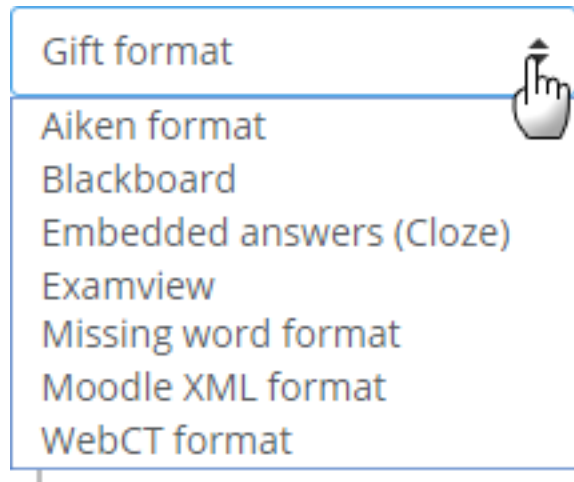 Gift format
Aiken format
Blackboard
Embedded answers (Cloze)
Examview
Missing word format
Moodle XML format
WebCT format